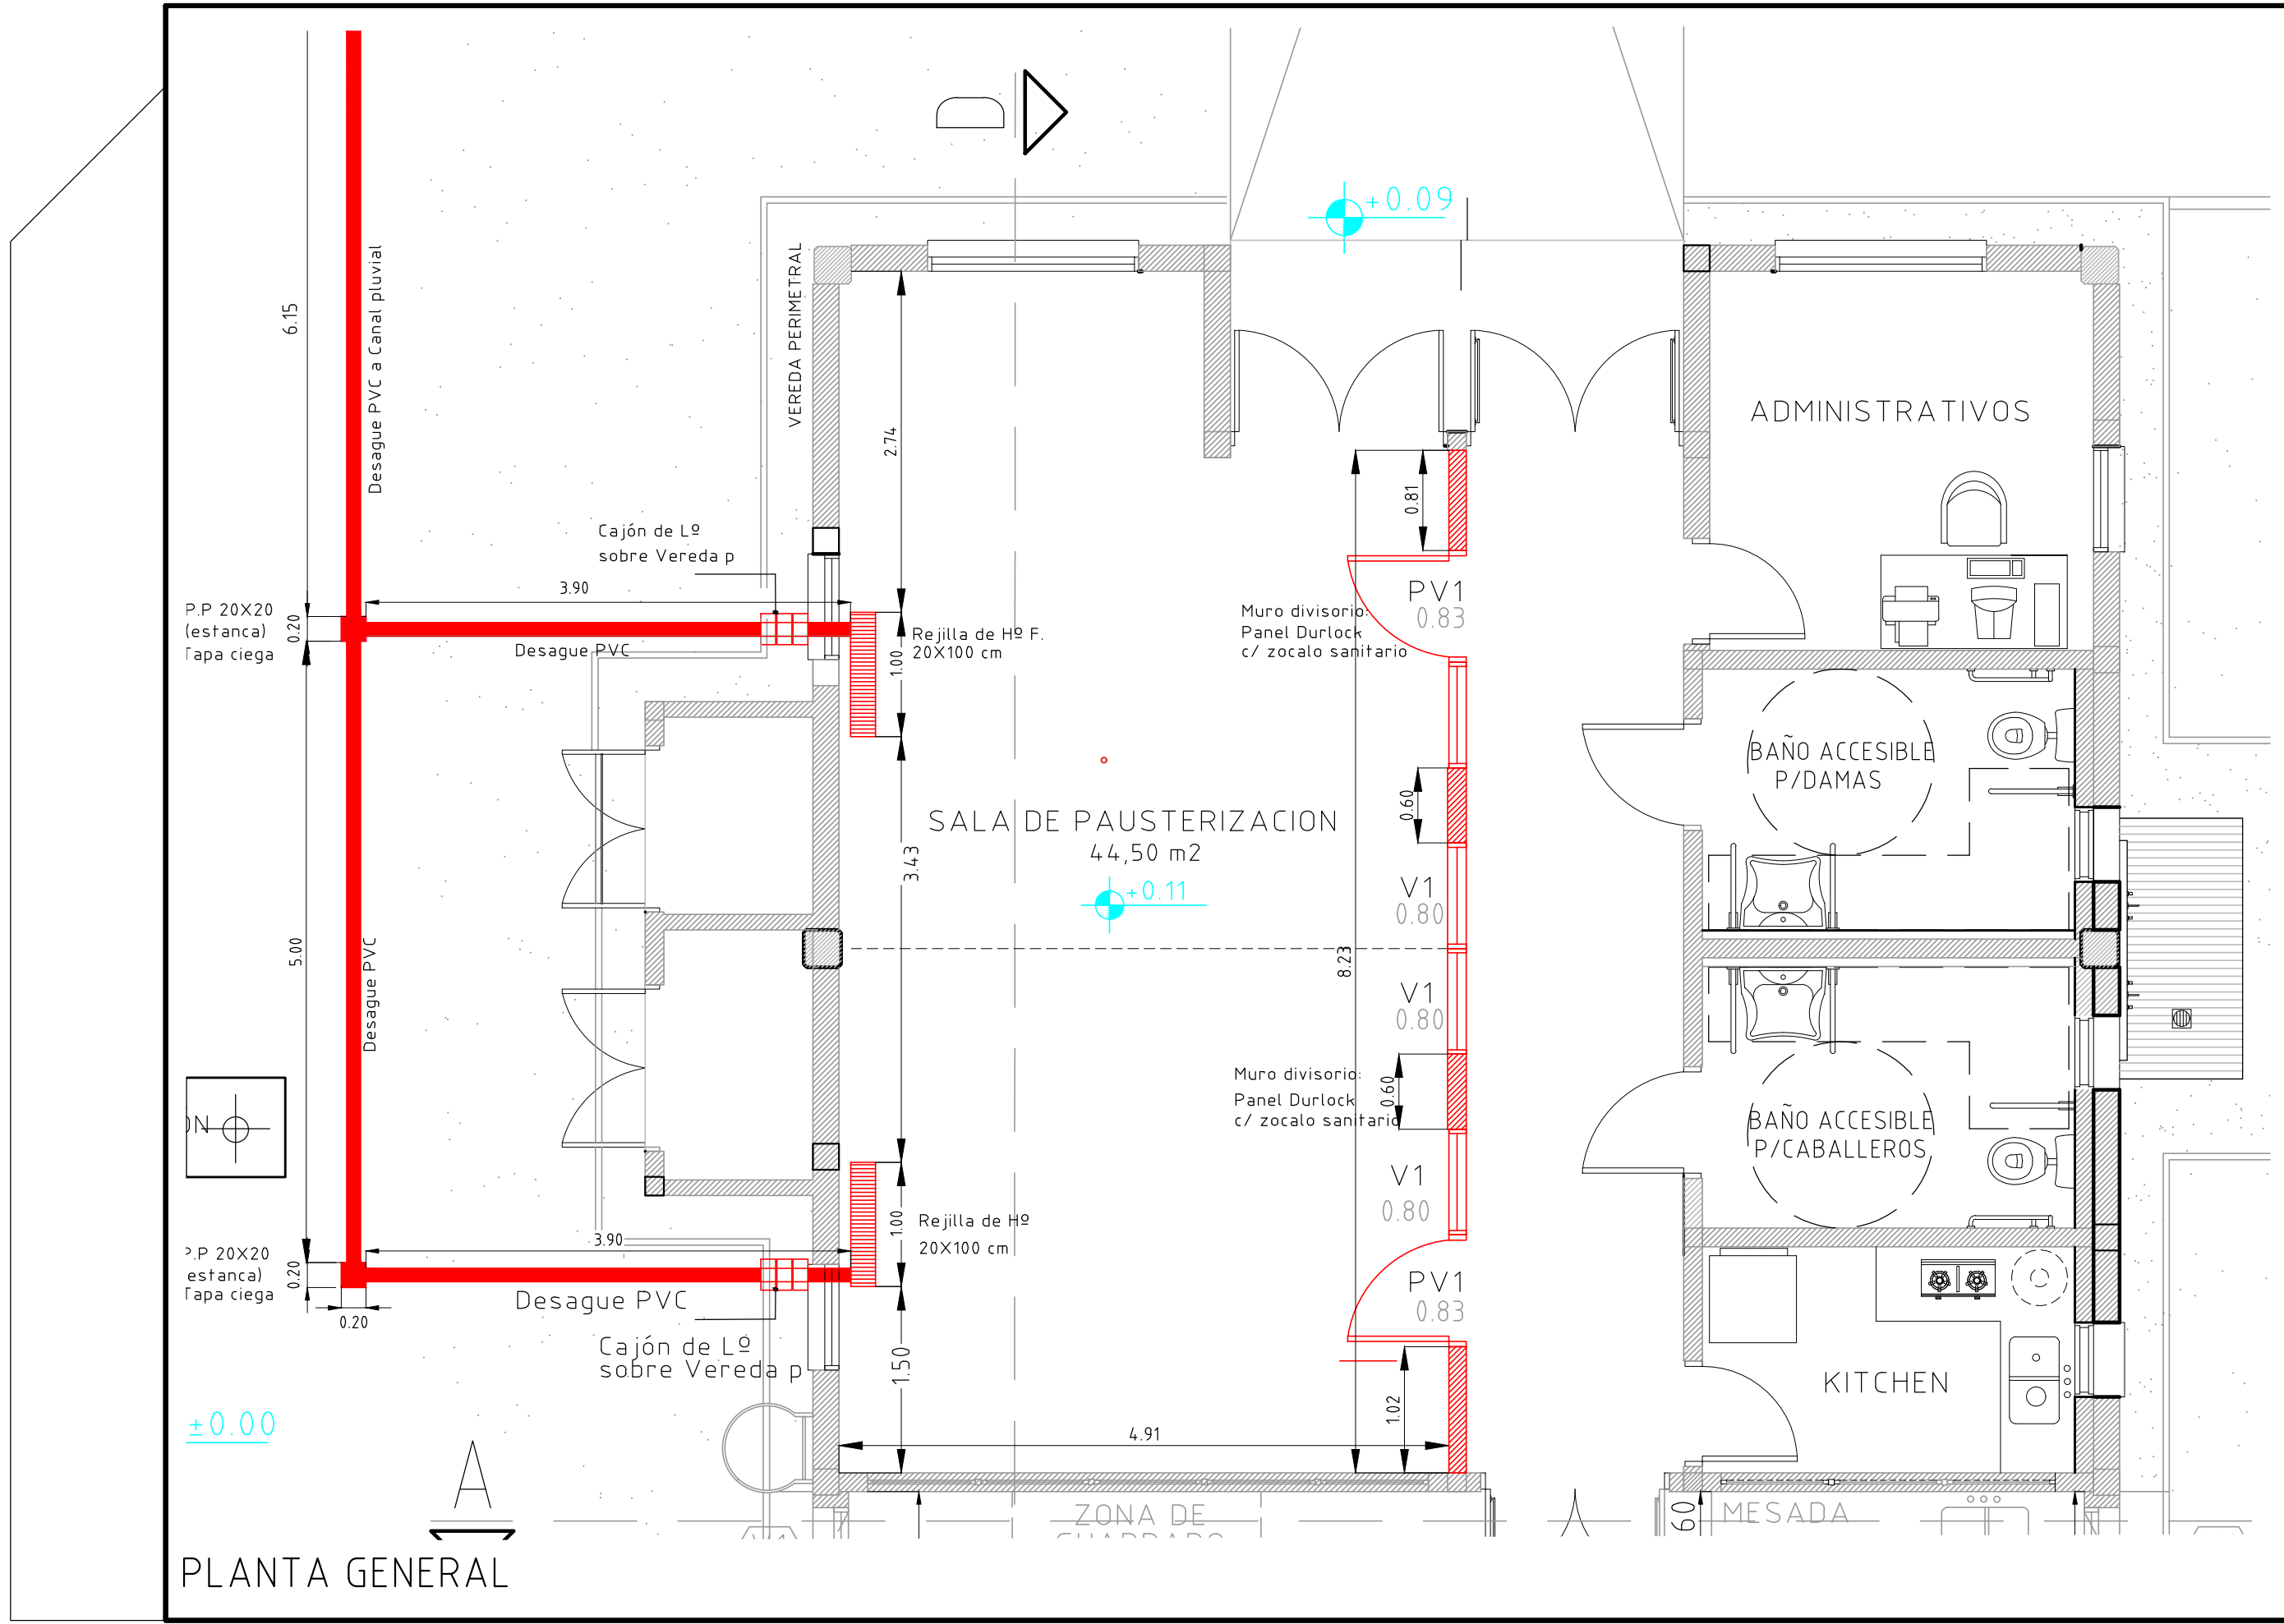 +0.09
VEREDA PERIMETRAL
Desague PVC a Canal pluvial
6.15
2.74
ADMINISTRATIVOS
0.81
Cajón de Lº
sobre Vereda p
3.90
P.P 20X20
(estanca)
Tapa ciega
0.20
Desague PVC
1.00
Rejilla de Hº F.
20X100 cm
Muro divisorio:
Panel Durlock
c/ zocalo sanitario
PV1
0.83
BAÑO ACCESIBLE
P/DAMAS
0.60
SALA DE PAUSTERIZACION
44,50 m2
+0.11
3.43
V1
0.80
5.00
Desague PVC
8.23
V1
0.80
Muro divisorio:
Panel Durlock
c/ zocalo sanitario
0.60
BAÑO ACCESIBLE
P/CABALLEROS
ON
V1
0.80
1.00
Rejilla de Hº
20X100 cm
3.90
P.P 20X20
estanca)
Tapa ciega
0.20
0.20
Desague PVC
PV1
0.83
Cajón de Lº
sobre Vereda p
1.50
KITCHEN
1.02
±0.00
4.91
A
ZONA DE
60
MESADA
PLANTA GENERAL